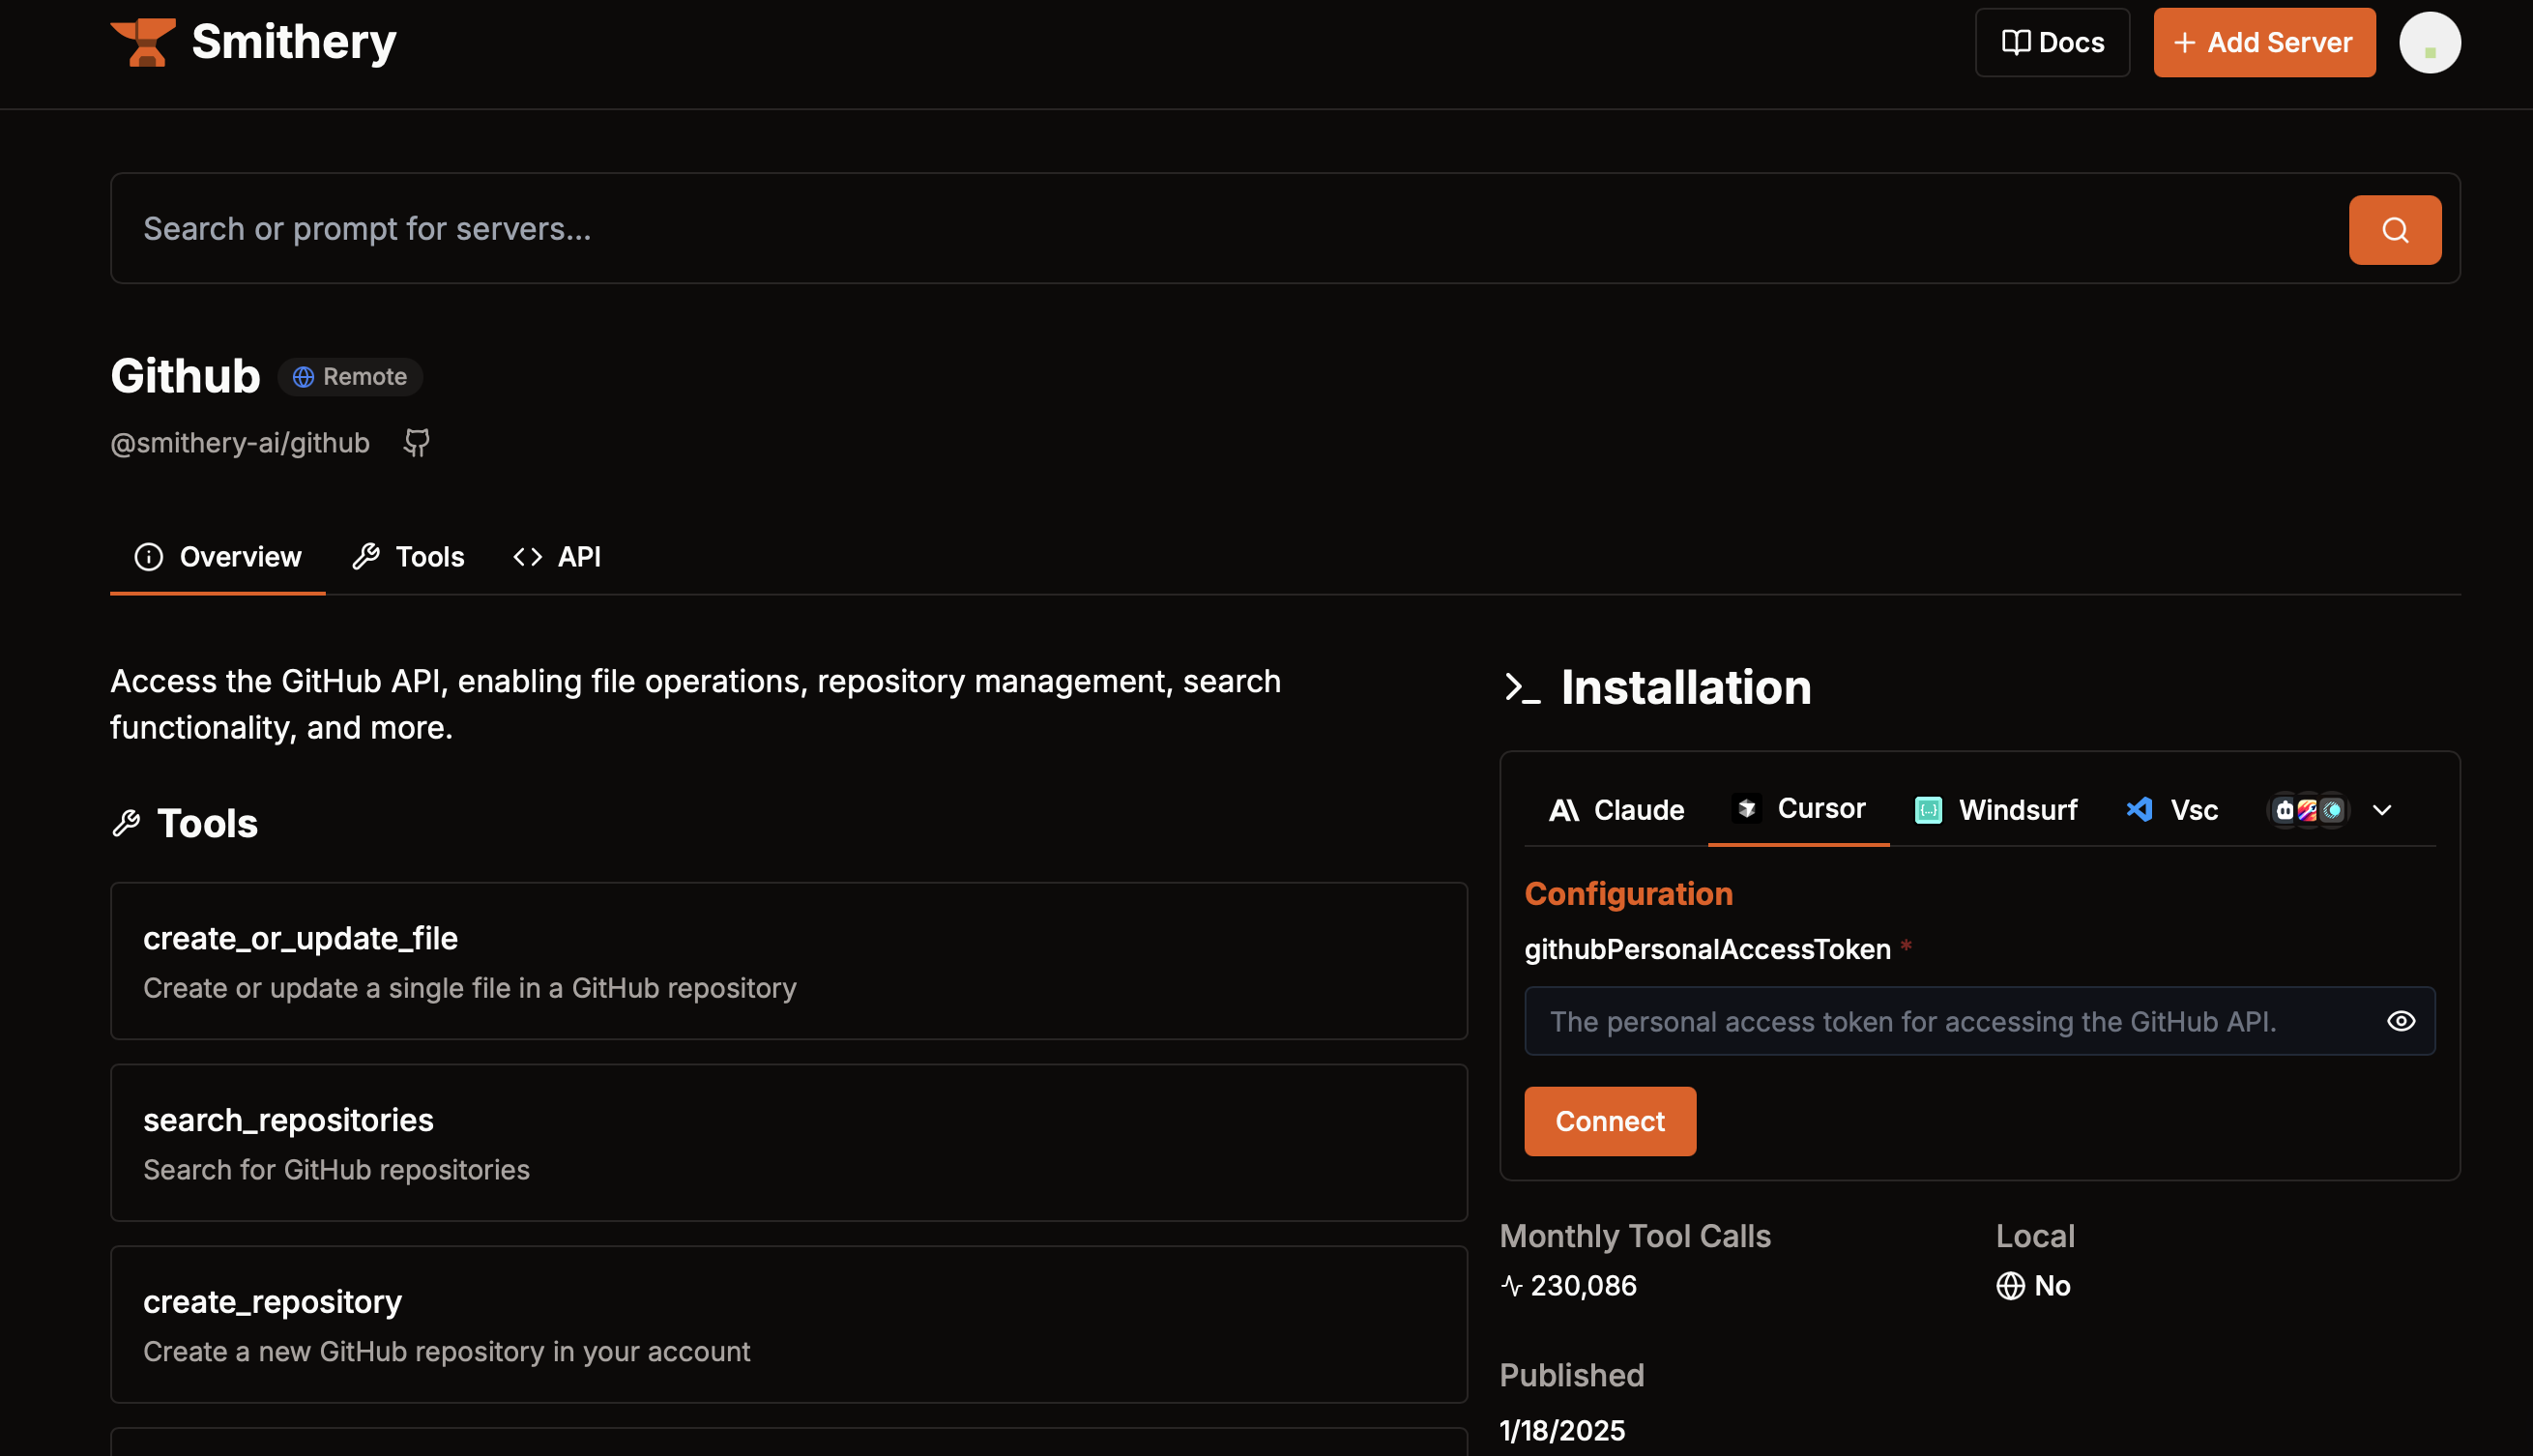 Smithery
Docs
Add Server
Search or prompt for servers...
Github
Remote
@smithery-ai/github
Overview
Tools
API
Access the GitHub API, enabling file operations, repository management, search
functionality, and more.
Tools
create_or_update_file
Create or update a single file in a GitHub repository
search_repositories
Search for GitHub repositories
create_repository
Create a new GitHub repository in your account
Installation
Claude
Cursor
Windsurf
Vsc
Configuration
githubPersonalAccessToken *
The personal access token for accessing the GitHub API.
Connect
Monthly Tool Calls
230,086
Local
No
Published
1/18/2025